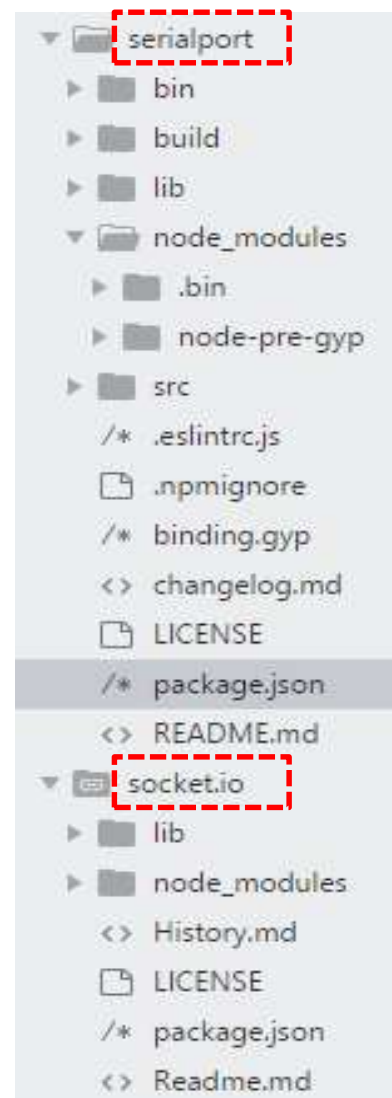 serialport
bin
build
lib
node_modules
.bin
node-pre-gyp
src
/* .eslintrc.js
.npmignore
/* binding.gyp
<> changelog.md
LICENSE
/* package.json
<> README.md
socket.io
lib
node_modules
<> History.md
LICENSE
/* package.json
<> Readme.md